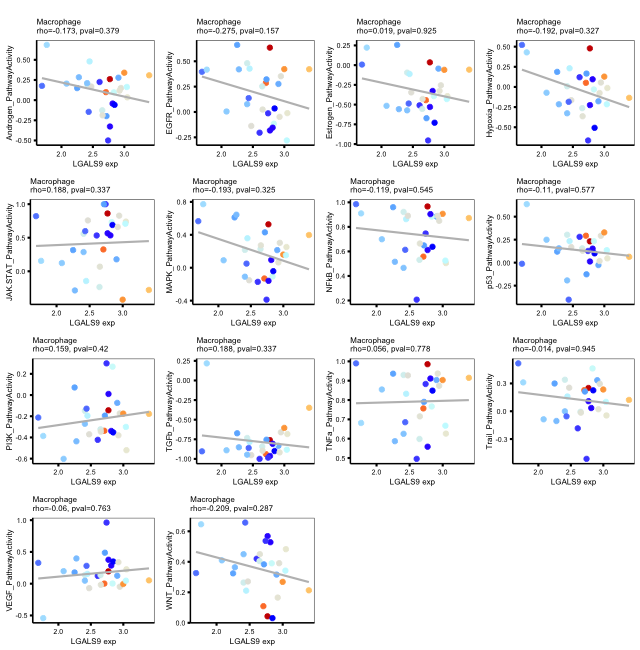 Macrophage
rho=-0.173, pval=0.379
Androgen_PathwayActivity
0.50
0.25
0.00
-0.25
-0.50
2.0
2.5
3.0
LGALS9 exp
Macrophage
rho=-0.275, pval=0.157
EGFR_PathwayActivity
0.50
0.25
0.00
-0.25
2.0
2.5
3.0
LGALS9 exp
Macrophage
rho=0.019, pval=0.925
Estrogen_PathwayActivity
0.25
0.00
-0.25
-0.50
-0.75
-1.00
2.0
2.5
3.0
LGALS9 exp
Macrophage
rho=-0.192, pval=0.327
Hypoxia_PathwayActivity
0.50
0.25
0.00
-0.25
-0.50
2.0
2.5
3.0
LGALS9 exp
Macrophage
rho=0.188, pval=0.337
JAK-STAT_PathwayActivity
1.0
0.5
0.0
2.0
2.5
3.0
LGALS9 exp
Macrophage
rho=-0.193, pval=0.325
MAPK_PathwayActivity
0.8
0.4
0.0
-0.4
2.0
2.5
3.0
LGALS9 exp
Macrophage
rho=-0.119, pval=0.545
NFkB_PathwayActivity
1.0
0.8
0.6
0.4
0.2
2.0
2.5
3.0
LGALS9 exp
Macrophage
rho=-0.11, pval=0.577
p53_PathwayActivity
0.50
0.25
0.00
-0.25
2.0
2.5
3.0
LGALS9 exp
Macrophage
rho=0.159, pval=0.42
PI3K_PathwayActivity
0.3
0.0
-0.3
-0.6
2.0
2.5
3.0
LGALS9 exp
Macrophage
rho=0.188, pval=0.337
TGFb_PathwayActivity
0.25
0.00
-0.25
-0.50
-0.75
-1.00
2.0
2.5
3.0
LGALS9 exp
Macrophage
rho=0.056, pval=0.778
TNFa_PathwayActivity
1.0
0.9
0.8
0.7
0.6
0.5
2.0
2.5
3.0
LGALS9 exp
Macrophage
rho=-0.014, pval=0.945
Trail_PathwayActivity
0.3
0.0
-0.3
2.0
2.5
3.0
LGALS9 exp
Macrophage
rho=-0.06, pval=0.763
VEGF_PathwayActivity
1.0
0.5
0.0
-0.5
2.0
2.5
3.0
LGALS9 exp
Macrophage
rho=-0.209, pval=0.287
WNT_PathwayActivity
0.6
0.4
0.2
0.0
2.0
2.5
3.0
LGALS9 exp